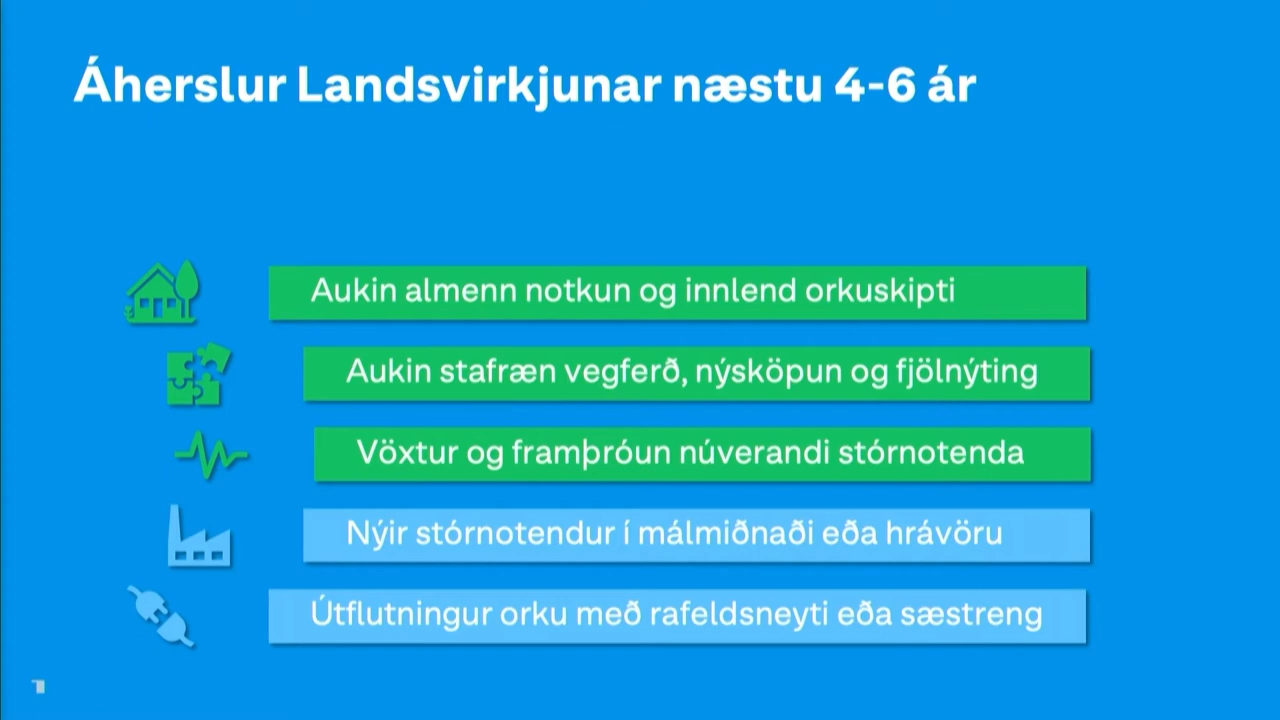 Áherslur Landsvirkjunar næstu 4-6 ár
Aukin almenn notkun og innlend orkuskipti
Aukin stafræn vegferð, nýsköpun og fjölnýting
Vöxtur og framþróun núverandi stórnotenda
Nýir stórnotendur í málmiðnaði eða hrávöru
Útflutningur orku með rafeldsneyti eða sæstreng